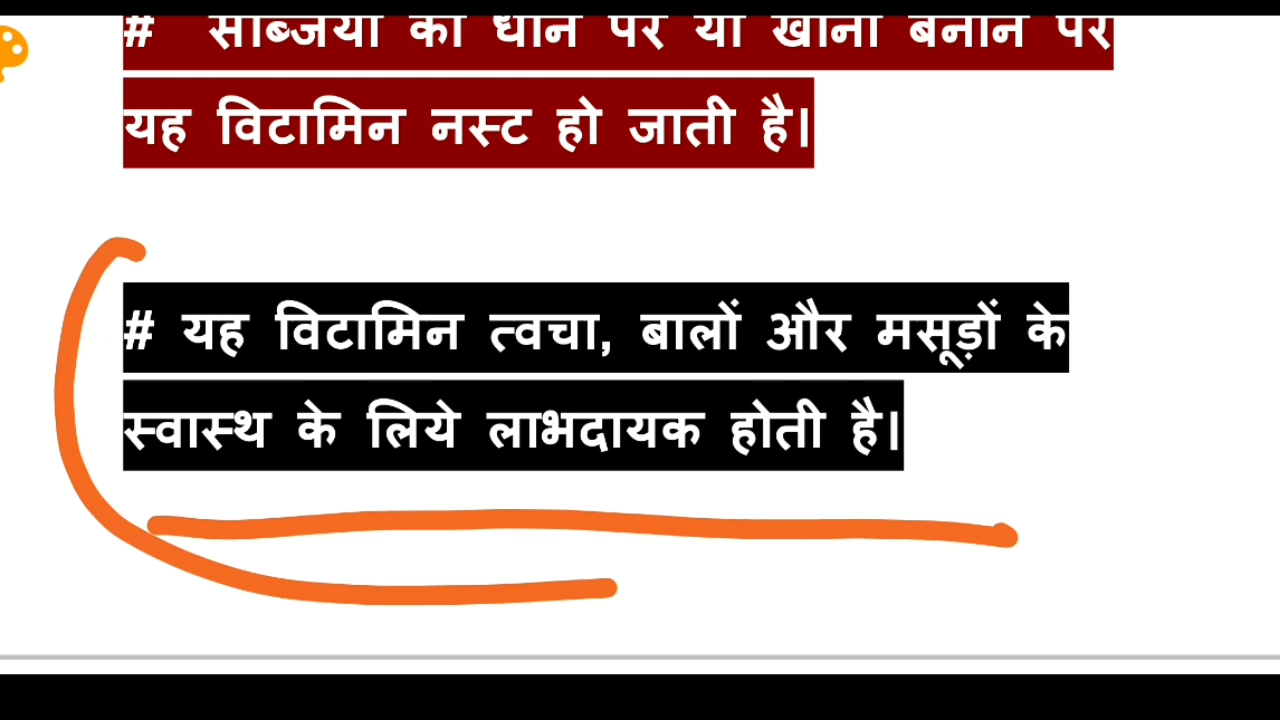 # सब्जियों को धोने पर या खाना बनाने पर
यह विटामिन नस्ट हो जाती है।
# यह विटामिन त्वचा, बालों और मसूड़ों के
स्वास्थ के लिये लाभदायक होती है।